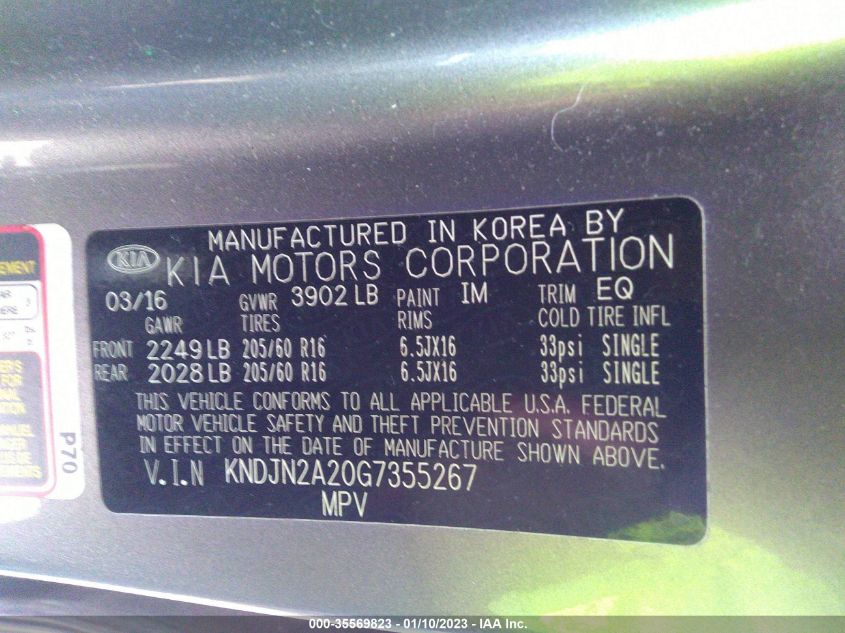 MANUFACTURED IN KOREA BY
KIA KIA MOTORS CORPORATION
03/16 GVWR 3902 LB PAINT IM TRIM EQ
GAWR TIRES RIMS COLD TIRE INFL
FRONT 2249 LB 205/60 R16 6.5JX16 33psi SINGLE
REAR 2028 LB 205/60 R16 6.5JX16 33psi SINGLE
THIS VEHICLE CONFORMS TO ALL APPLICABLE U.S.A. FEDERAL
MOTOR VEHICLE SAFETY AND THEFT PREVENTION STANDARDS
IN EFFECT ON THE DATE OF MANUFACTURE SHOWN ABOVE.
V.I.N KNDJN2A20G7355267
MPV
P70
000-35569823 - 01/10/2023 - IAA Inc.